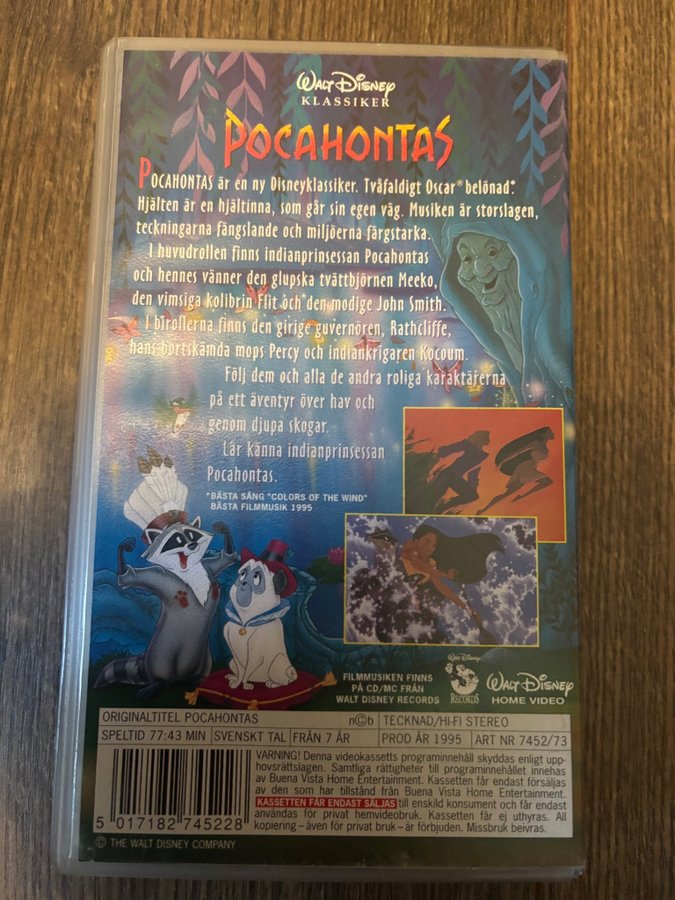 WALT DISNEY
KLASSIKER
POCAHONTAS
POCAHONTAS är en ny Disneyklassiker. Tvåfaldigt Oscar® belönad*.
Hjälten är en hjältinna, som går sin egen väg. Musiken är storslagen,
teckningarna fängslande och miljöerna färgstarka.
I huvudrollen finns indianprinsessan Pocahontas
och hennes vänner den glupska tvättbjörnen Meeko,
den vimsiga kolibrin Flit och den modige John Smith.
I birollerna finns den girige guvernören, Rathcliffe,
hans bortskämda mops Percy och indiankrigaren Kocoum.
Följ dem och alla de andra roliga karaktärerna
på ett äventyr över hav och
genom djupa skogar.
Lär känna indianprinsessan
Pocahontas.
*BÄSTA SÅNG "COLORS OF THE WIND"
BÄSTA FILMMUSIK 1995
FILMMUSIKEN FINNS
PÅ CD/MC FRÅN
WALT DISNEY RECORDS
WALT DISNEY
RECORDS
WALT DISNEY
HOME VIDEO
ORIGINALTITEL POCAHONTAS n©b TECKNAD/HI-FI STEREO
SPELTID 77:43 MIN SVENSKT TAL FRÅN 7 ÅR PROD ÅR 1995 ART NR 7452/73
VARNING! Denna videokassetts programinnehåll skyddas enligt upp-
hovsrättslagen. Samtliga rättigheter till programinnehållet innehas
av Buena Vista Home Entertainment. Kassetten får endast försäljas
av den som har tillstånd från Buena Vista Home Entertainment.
KASSETTEN FÅR ENDAST SÄLJAS till enskild konsument och får endast
användas för privat hemvideobruk. Kassetten får ej uthyras. All
kopiering – även för privat bruk – är förbjuden. Missbruk beivras.
5 017182 745228
© THE WALT DISNEY COMPANY